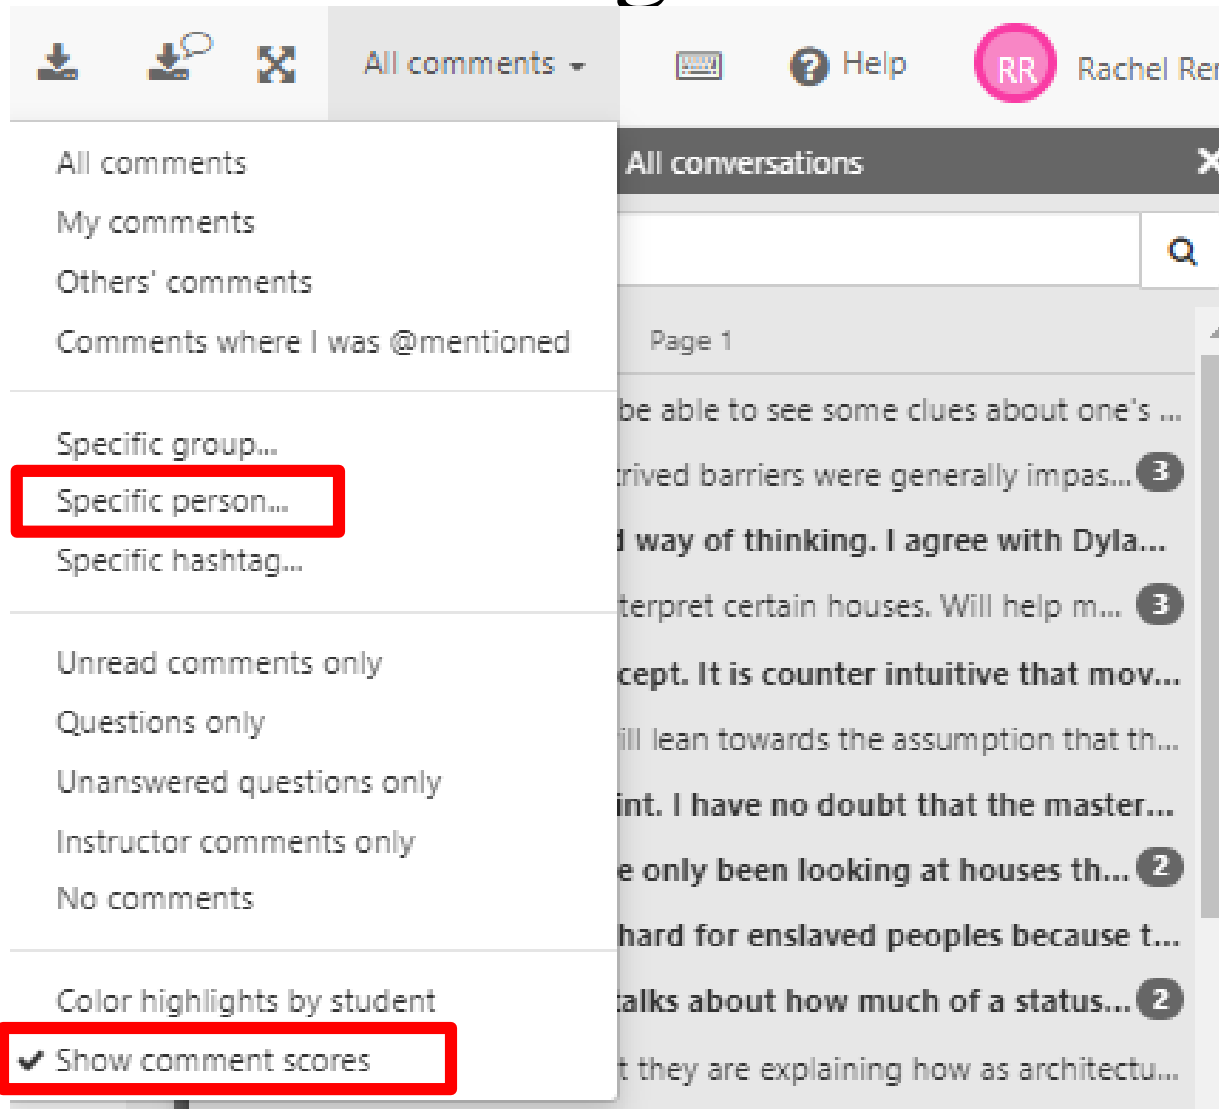 All comments
Help
RR
Rachel Rer
All comments
My comments
Others' comments
Comments where I was @mentioned
Specific group...
Specific person...
Specific hashtag...
Unread comments only
Questions only
Unanswered questions only
Instructor comments only
No comments
Color highlights by student
Show comment scores
All conversations
Page 1
be able to see some clues about one's ...
trived barriers were generally impas... 3
d way of thinking. I agree with Dyla...
terpret certain houses. Will help m... 3
cept. It is counter intuitive that mov...
ill lean towards the assumption that th...
int. I have no doubt that the master...
e only been looking at houses th... 2
hard for enslaved peoples because t...
talks about how much of a status... 2
t they are explaining how as architectu...